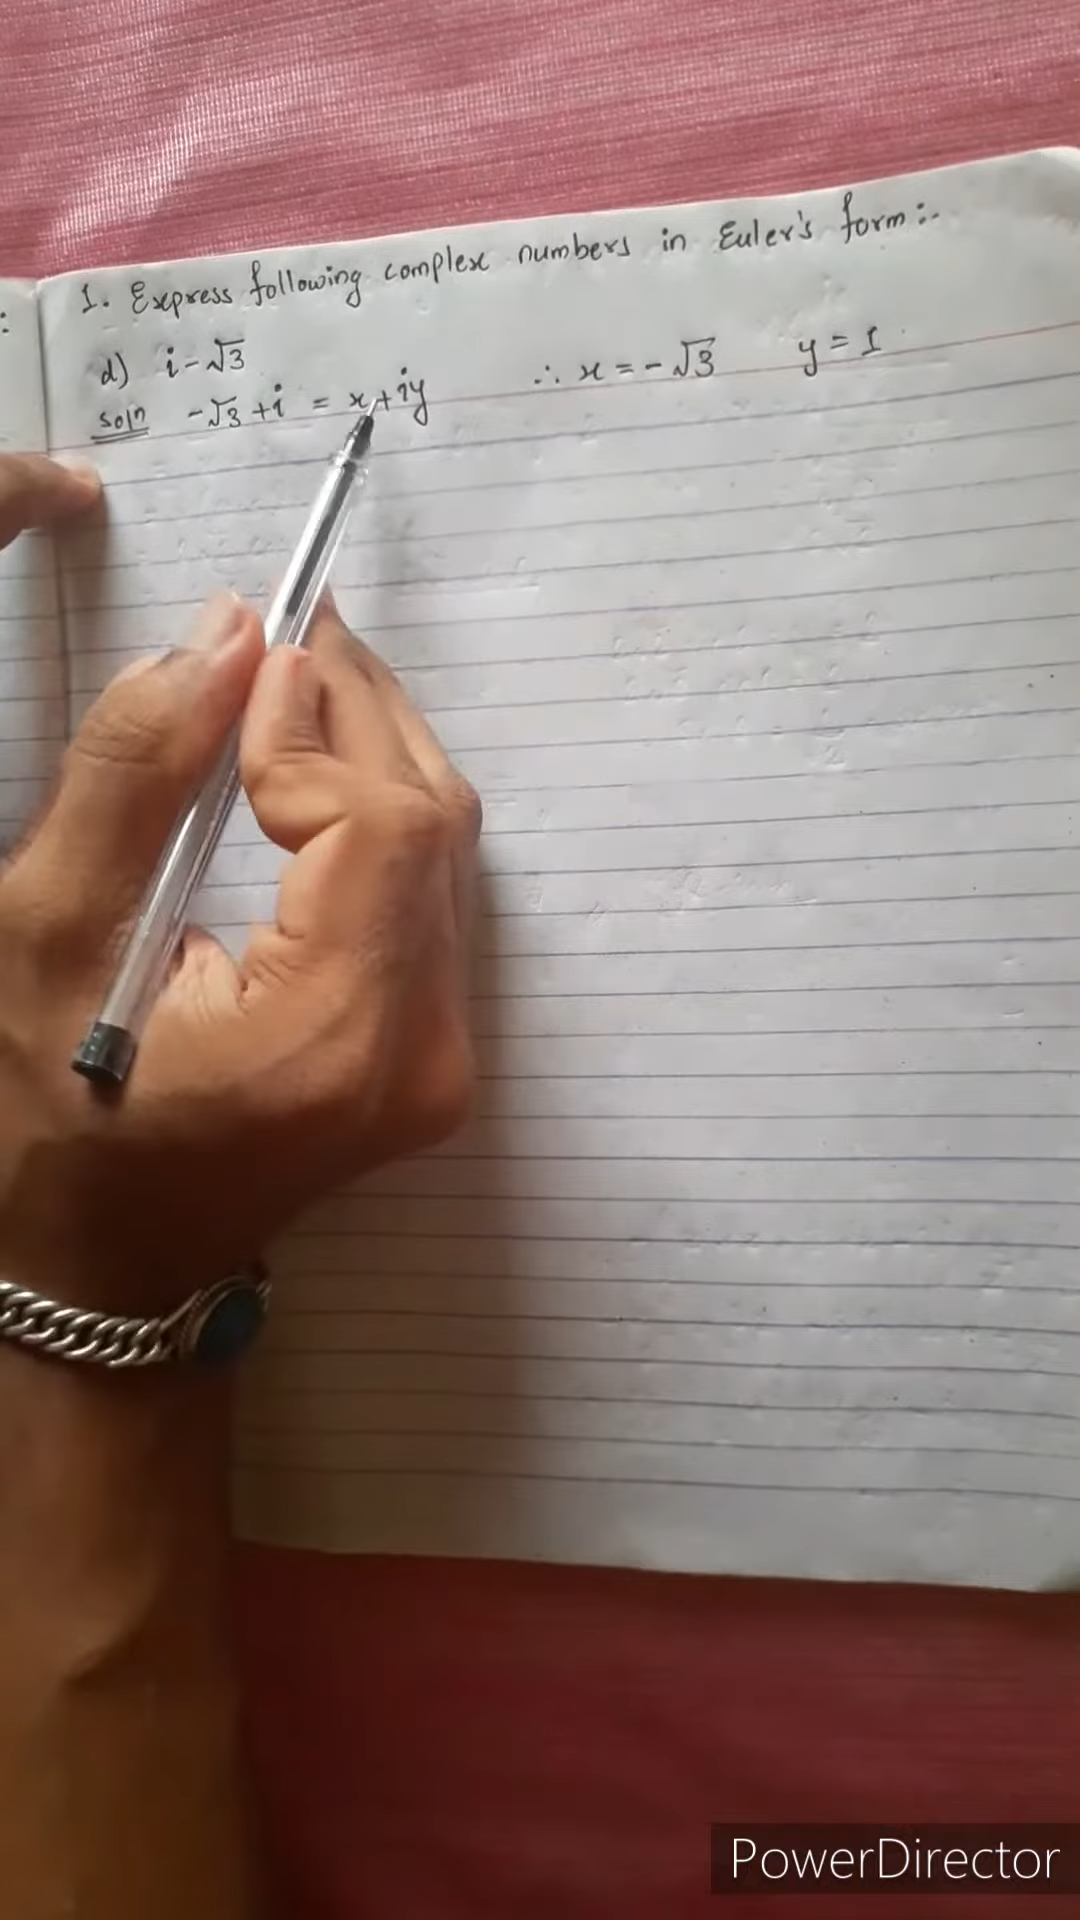 1. Express following complex numbers in Euler's form:-
d) i-√3
soln -√3+i = x+iy ∴ x = -√3 y = 1
PowerDirector